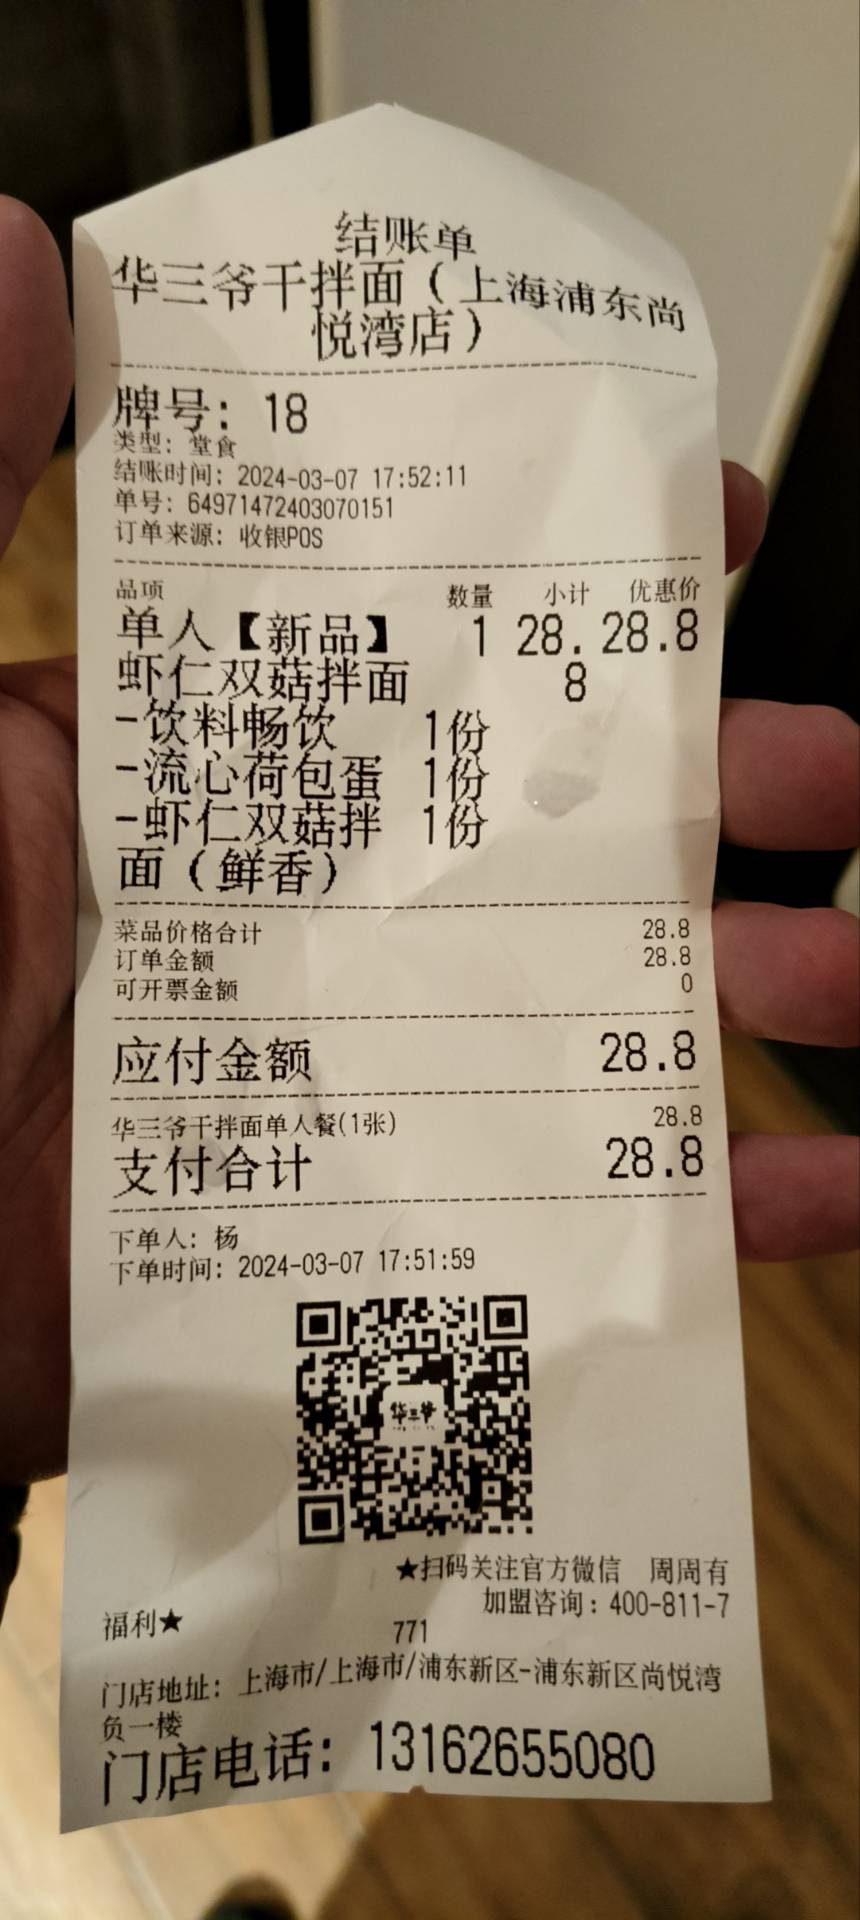 结账单
华三爷干拌面（上海浦东尚
悦湾店）
牌号：18
类型：堂食
结账时间：2024-03-07 17:52:11
单号：649714724030​70151
订单来源：收银POS
品项 数量 小计 优惠价
单人【新品】 1 28. 28.8
虾仁双菇拌面 8
-饮料畅饮 1份
-流心荷包蛋 1份
-虾仁双菇拌 1份
面（鲜香）
菜品价格合计 28.8
订单金额 28.8
可开票金额 0
应付金额 28.8
华三爷干拌面单人餐(1张) 28.8
支付合计 28.8
下单人：杨
下单时间：2024-03-07 17:51:59
华三爷
★扫码关注官方微信 周周有
福利★ 加盟咨询：400-811-7
771
门店地址：上海市/上海市/浦东新区-浦东新区尚悦湾
负一楼
门店电话：13162655080